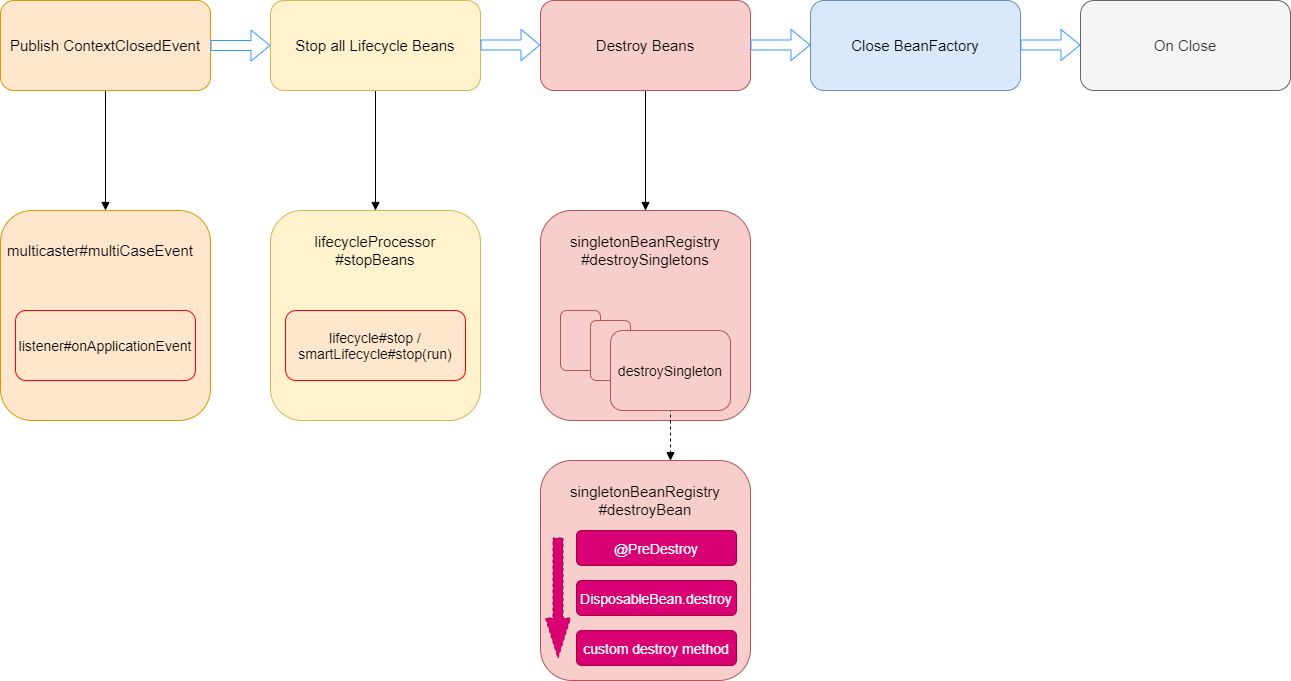 Publish ContextClosedEvent
Stop all Lifecycle Beans
Destroy Beans
Close BeanFactory
On Close
multicaster#multiCaseEvent
listener#onApplicationEvent
lifecycleProcessor
#stopBeans
lifecycle#stop /
smartLifecycle#stop(run)
singletonBeanRegistry
#destroySingletons
destroySingleton
singletonBeanRegistry
#destroyBean
@PreDestroy
DisposableBean.destroy
custom destroy method